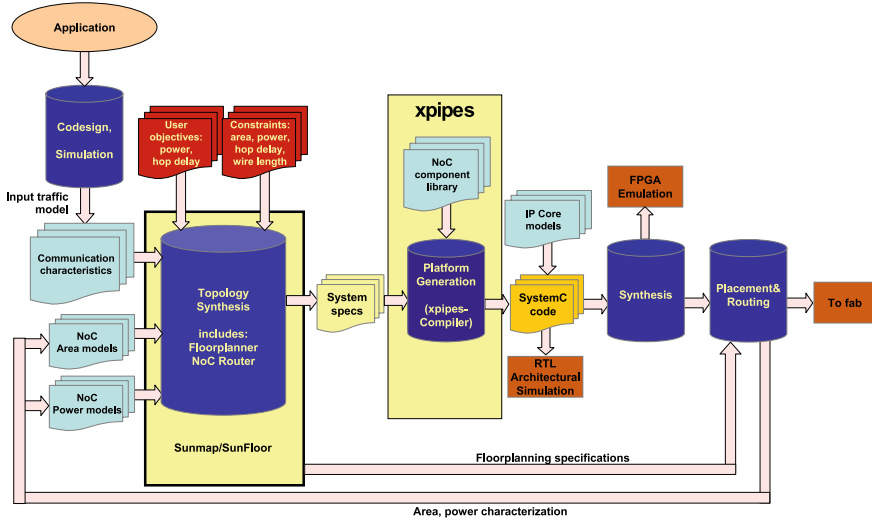 Application
Codesign,
Simulation
Input traffic
model
Communication
characteristics
User
objectives:
power,
hop delay
Constraints:
area, power,
hop delay,
wire length
Topology
Synthesis
includes:
Floorplanner
NoC Router
NoC
Area models
NoC
Power models
Sunmap/SunFloor
System
specs
xpipes
NoC
component
library
Platform
Generation
(xpipes-
Compiler)
IP Core
models
SystemC
code
RTL
Architectural
Simulation
FPGA
Emulation
Synthesis
Placement&
Routing
To fab
Floorplanning specifications
Area, power characterization